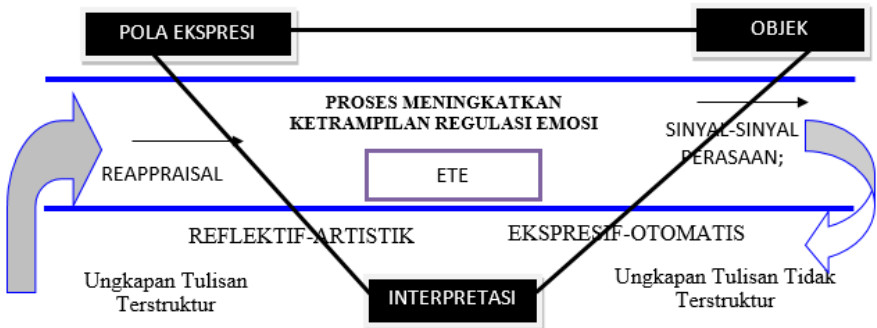 POLA EKSPRESI
OBJEK
PROSES MENINGKATKAN
KETRAMPILAN REGULASI EMOSI
SINYAL-SINYAL
PERASAAN;
REAPPRAISAL
ETE
REFLEKTIF-ARTISTIK
EKSPRESIF-OTOMATIS
Ungkapan Tulisan
Terstruktur
Ungkapan Tulisan Tidak
Terstruktur
INTERPRETASI